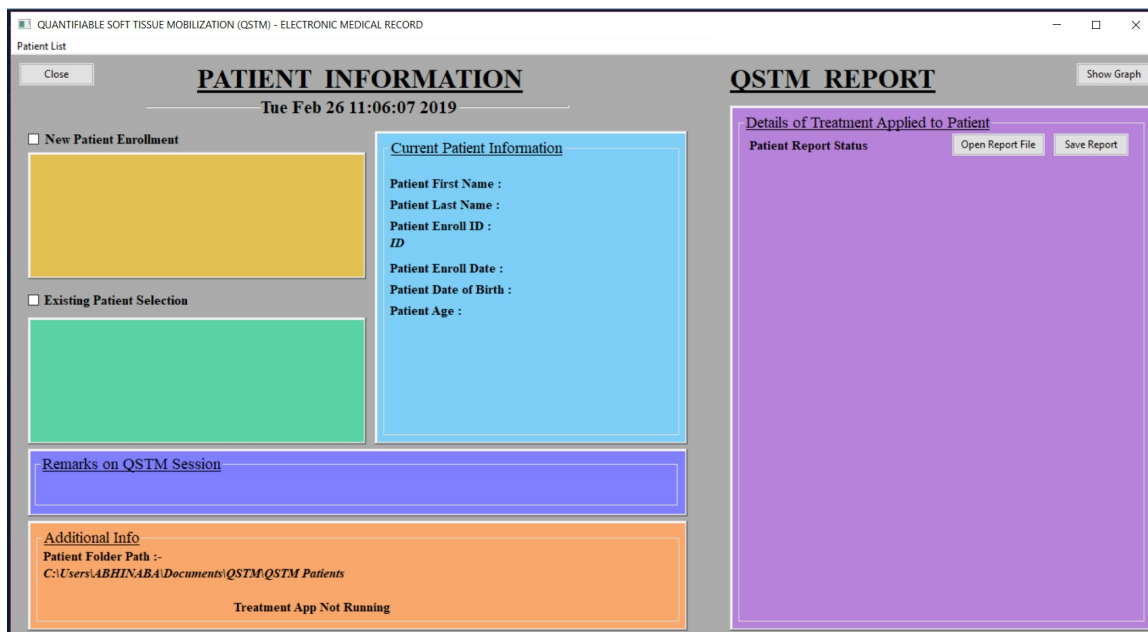 QUANTIFIABLE SOFT TISSUE MOBILIZATION (QSTM) - ELECTRONIC MEDICAL RECORD
Patient List
Close
PATIENT INFORMATION
Tue Feb 26 11:06:07 2019
New Patient Enrollment
Existing Patient Selection
Current Patient Information
Patient First Name :
Patient Last Name :
Patient Enroll ID :
ID
Patient Enroll Date :
Patient Date of Birth :
Patient Age :
Remarks on QSTM Session
Additional Info
Patient Folder Path :-
C:\Users\ABHINABA\Documents\QSTM\QSTM Patients
Treatment App Not Running
QSTM REPORT
Show Graph
Details of Treatment Applied to Patient
Patient Report Status
Open Report File
Save Report